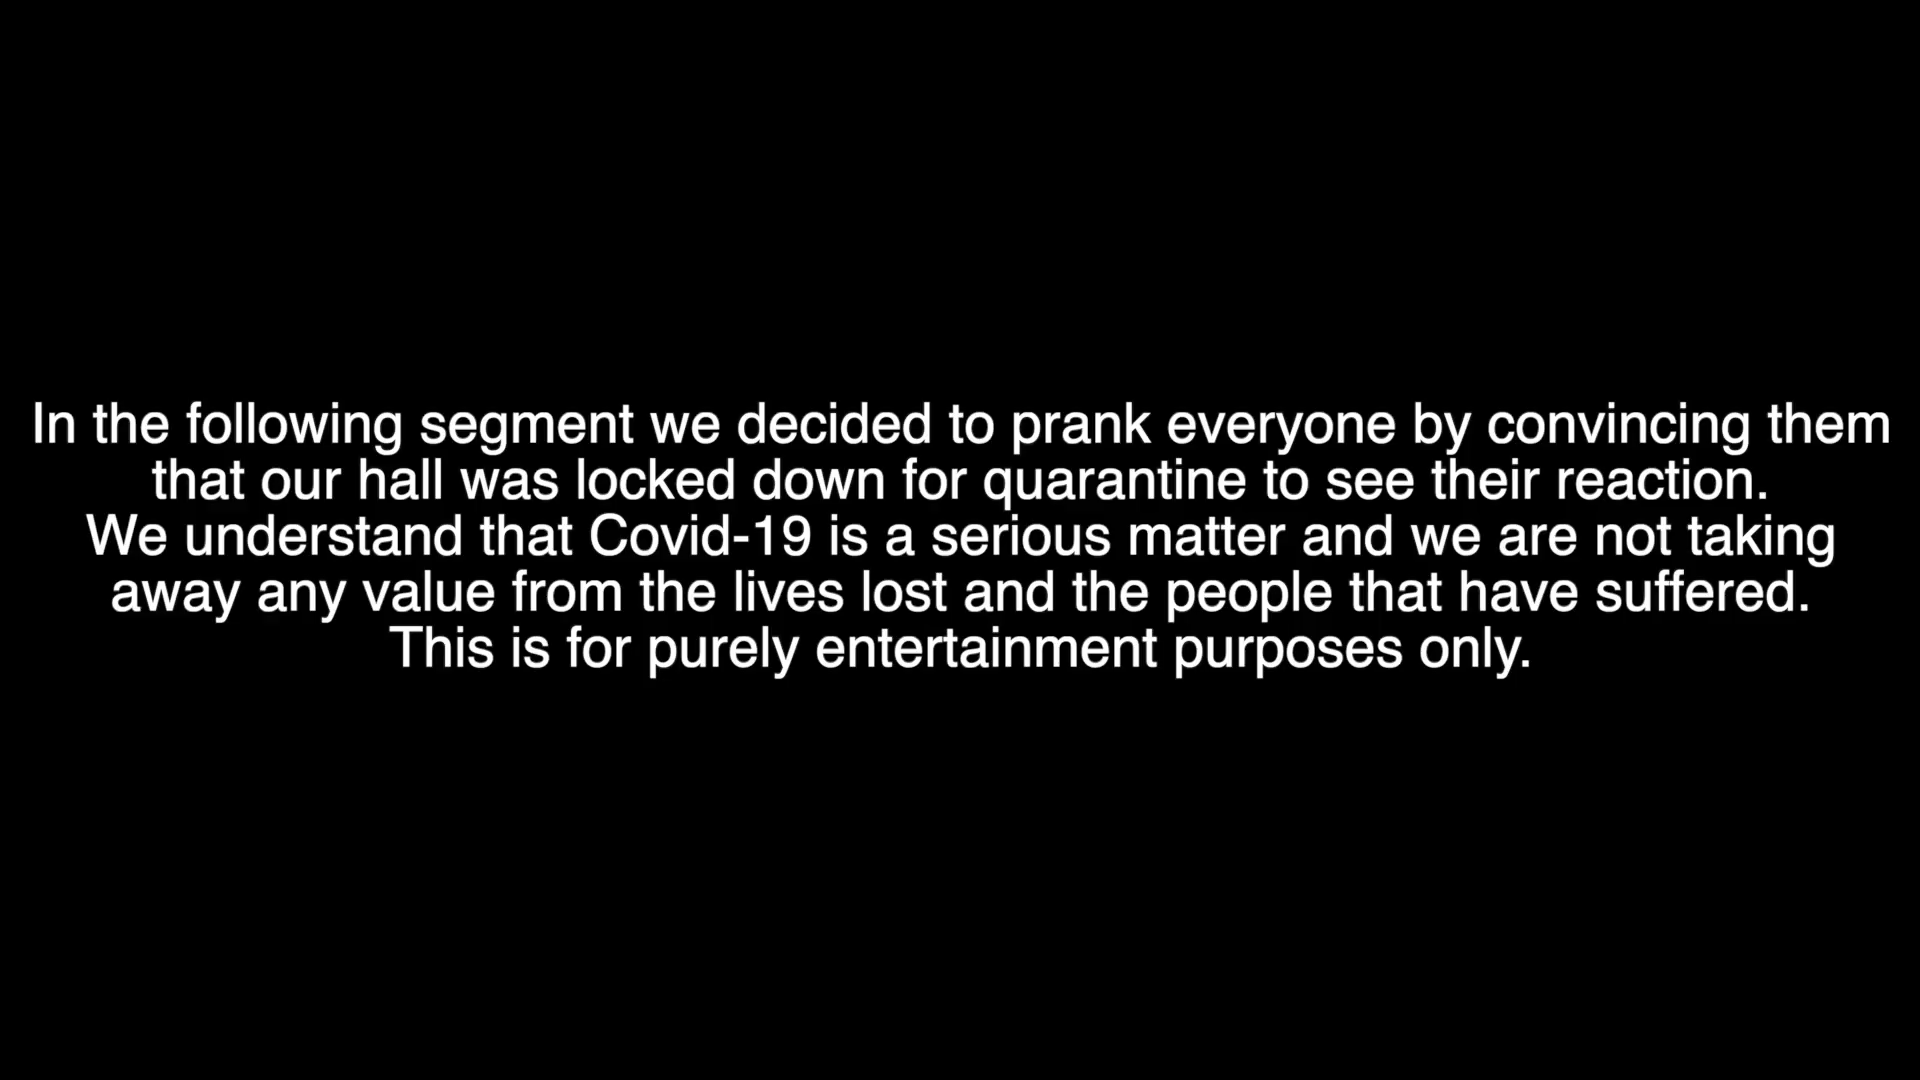 In the following segment we decided to prank everyone by convincing them
that our hall was locked down for quarantine to see their reaction.
We understand that Covid-19 is a serious matter and we are not taking
away any value from the lives lost and the people that have suffered.
This is for purely entertainment purposes only.